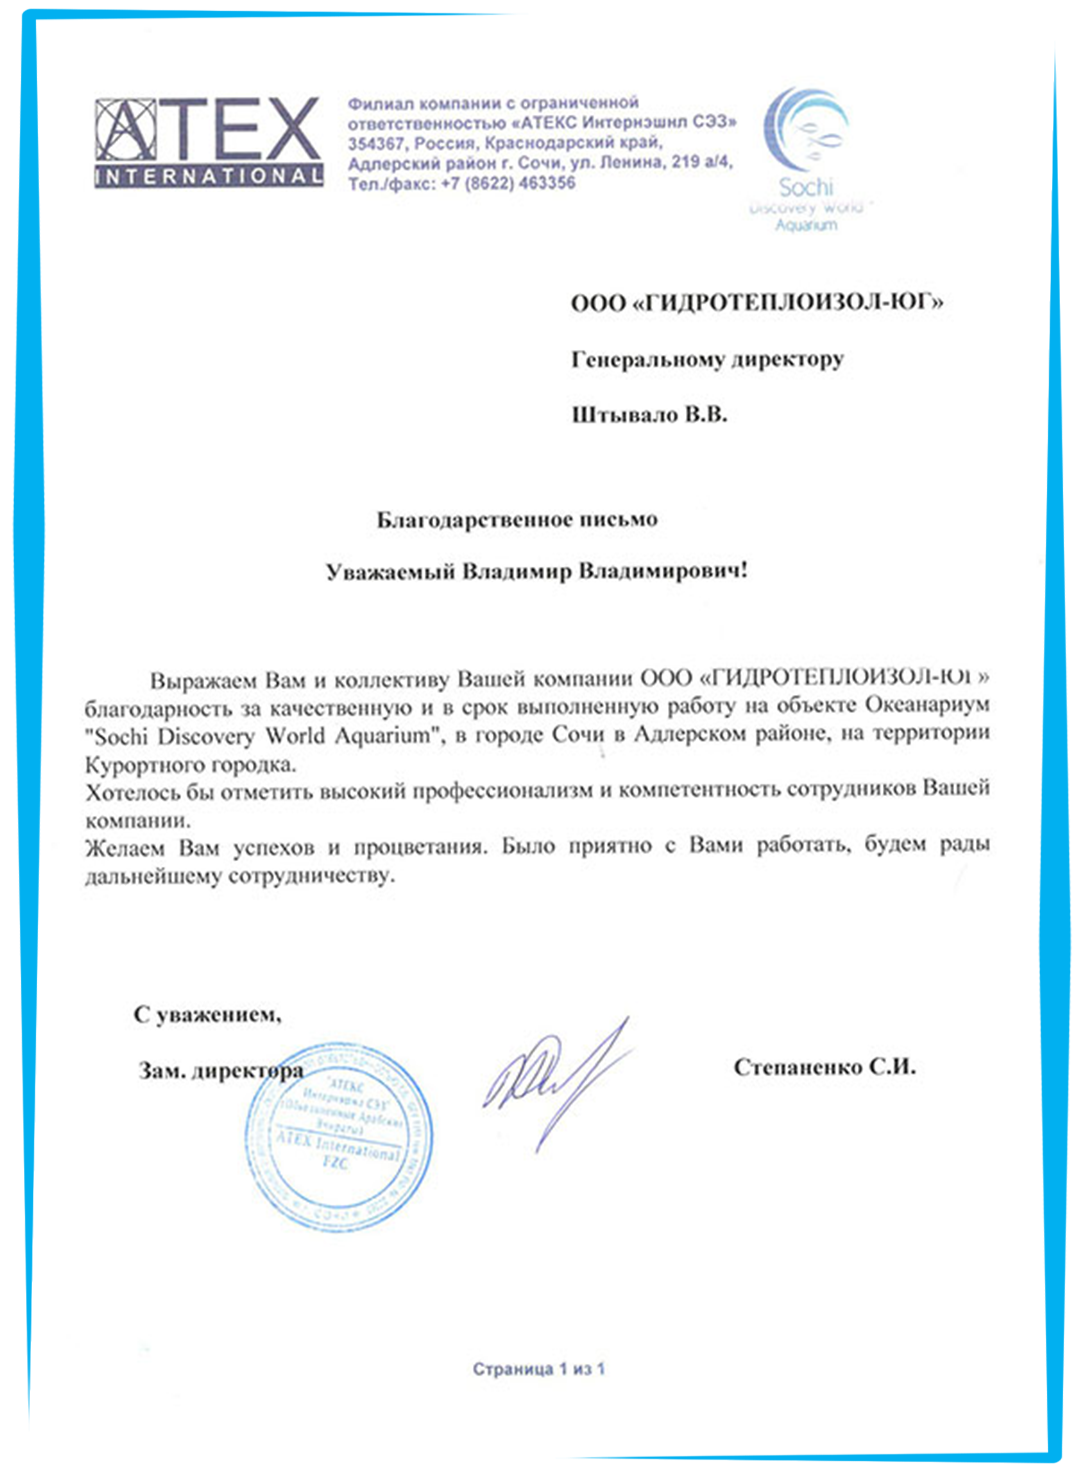 ATEX
INTERNATIONAL
Филиал компании с ограниченной
ответственностью «АТЕКС Интернэшнл СЭЗ»
354367, Россия, Краснодарский край,
Адлерский район г. Сочи, ул. Ленина, 219 а/4,
Тел./факс: +7 (8622) 463356
Sochi
Discovery World
Aquarium
ООО «ГИДРОТЕПЛОИЗОЛ-ЮГ»
Генеральному директору
Штывало В.В.
Благодарственное письмо
Уважаемый Владимир Владимирович!
Выражаем Вам и коллективу Вашей компании ООО «ГИДРОТЕПЛОИЗОЛ-ЮГ»
благодарность за качественную и в срок выполненную работу на объекте Океанариум
"Sochi Discovery World Aquarium", в городе Сочи в Адлерском районе, на территории
Курортного городка.
Хотелось бы отметить высокий профессионализм и компетентность сотрудников Вашей
компании.
Желаем Вам успехов и процветания. Было приятно с Вами работать, будем рады
дальнейшему сотрудничеству.
С уважением,
Зам. директора
Степаненко С.И.
"АТЕКС
Интернэшнл СЭЗ"
(Объединенные Арабские
Эмираты)
ATEX International
FZC
Страница 1 из 1